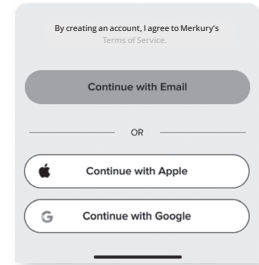 By creating an account, I agree to Merkury's
Terms of Service.
Continue with Email
OR
Continue with Apple
Continue with Google